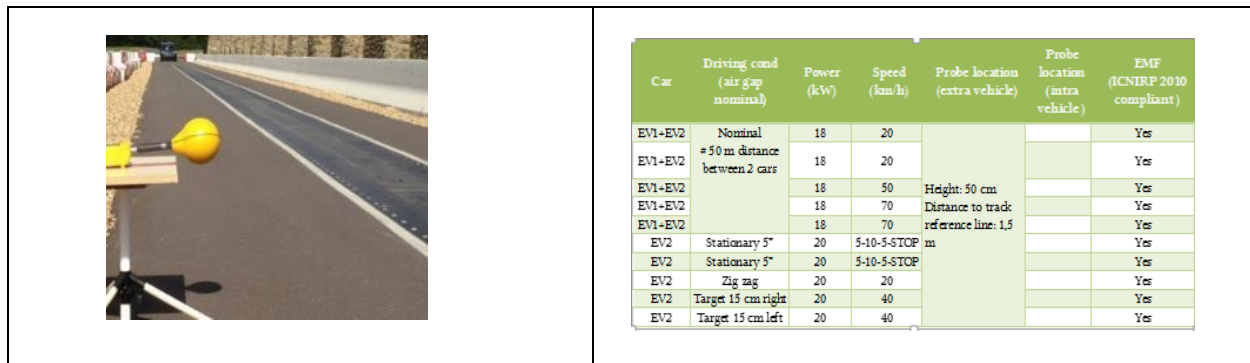 Car Driving cond (air gap nominal) Power (kW) Speed (km/h) Probe location (extra vehicle) Probe location (intra vehicle) EMF (ICNIRP 2010 compliant)
EV1+EV2 Nominal 18 20 Yes
EV1+EV2 # 50 m distance between 2 cars 18 20 Yes
EV1+EV2 18 50 Height: 50 cm Yes
EV1+EV2 18 70 Distance to track Yes
EV1+EV2 18 70 reference line: 1,5 Yes
EV2 Stationary 5" 20 5-10-5-STOP m Yes
EV2 Stationary 5" 20 5-10-5-STOP Yes
EV2 Zig zag 20 20 Yes
EV2 Target 15 cm right 20 40 Yes
EV2 Target 15 cm left 20 40 Yes